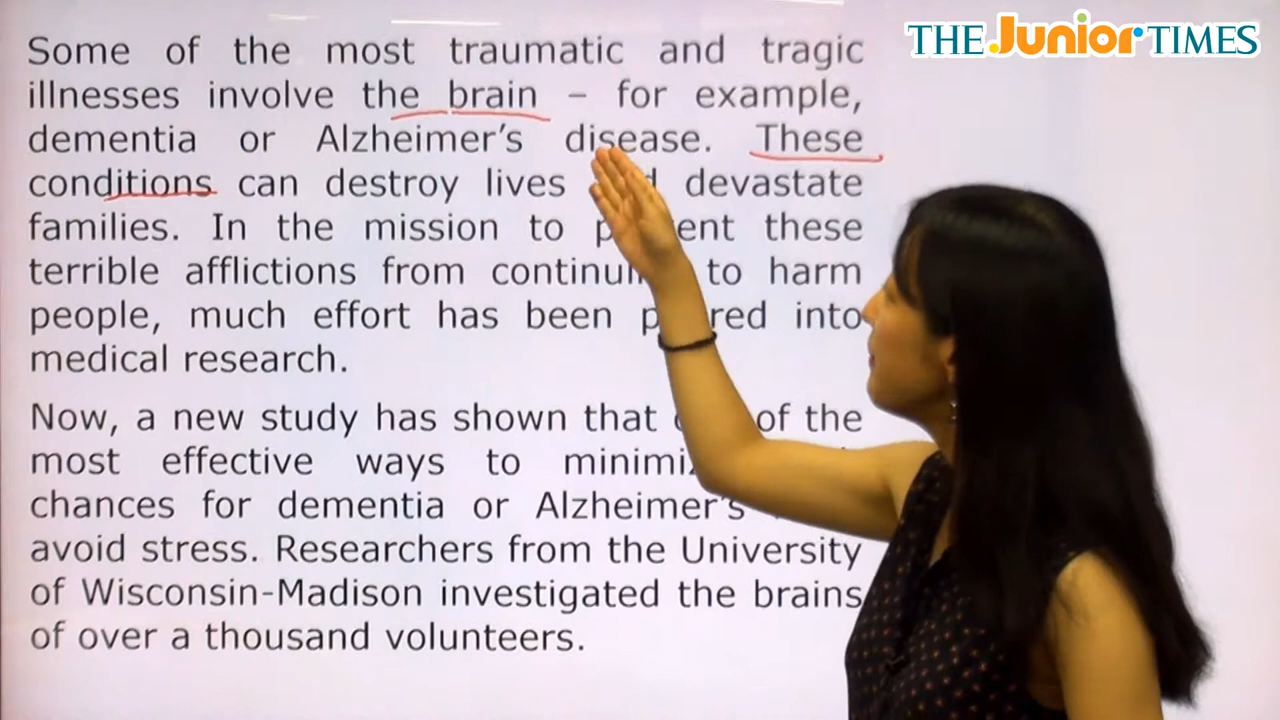 THE Junior TIMES
Some of the most traumatic and tragic
illnesses involve the brain – for example,
dementia or Alzheimer's disease. These
conditions can destroy lives devastate
families. In the mission to these
terrible afflictions from to harm
people, much effort has been into
medical research.
Now, a new study has shown that of the
most effective ways to
chances for dementia or Alzheimer's
avoid stress. Researchers from the University
of Wisconsin-Madison investigated the brains
of over a thousand volunteers.